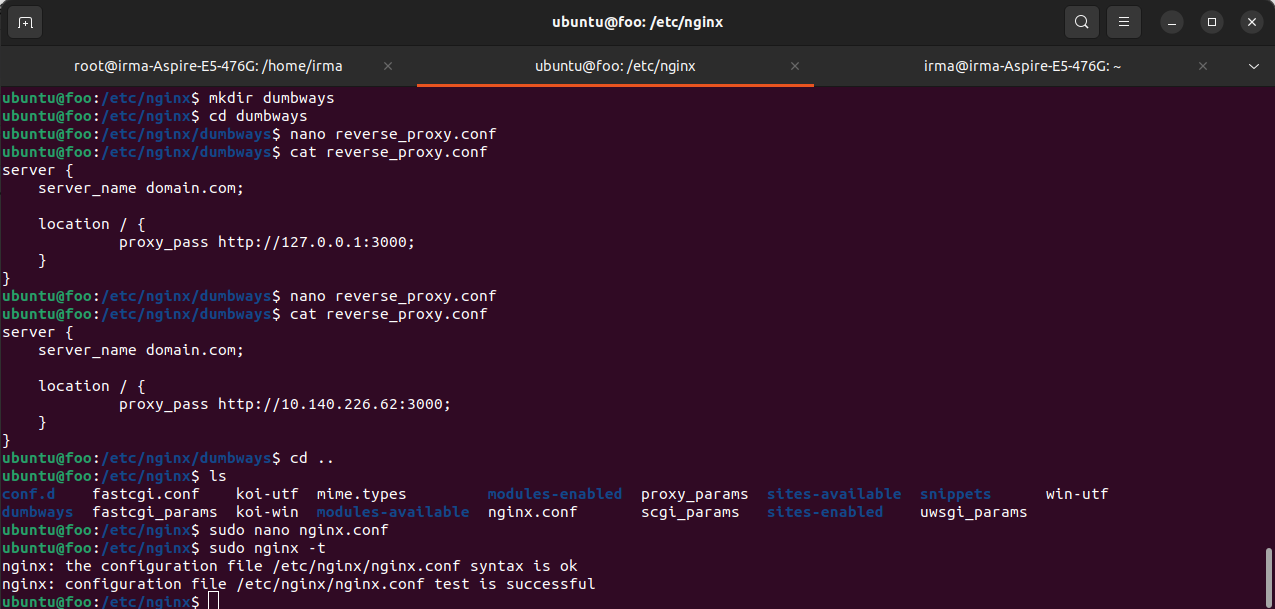 ubuntu@foo: /etc/nginx
root@irma-Aspire-E5-476G: /home/irma
ubuntu@foo: /etc/nginx
irma@irma-Aspire-E5-476G: ~
ubuntu@foo:/etc/nginx$ mkdir dumbways
ubuntu@foo:/etc/nginx$ cd dumbways
ubuntu@foo:/etc/nginx/dumbways$ nano reverse_proxy.conf
ubuntu@foo:/etc/nginx/dumbways$ cat reverse_proxy.conf
server {
    server_name domain.com;

    location / {
             proxy_pass http://127.0.0.1:3000;
    }
}
ubuntu@foo:/etc/nginx/dumbways$ nano reverse_proxy.conf
ubuntu@foo:/etc/nginx/dumbways$ cat reverse_proxy.conf
server {
    server_name domain.com;

    location / {
             proxy_pass http://10.140.226.62:3000;
    }
}
ubuntu@foo:/etc/nginx/dumbways$ cd ..
ubuntu@foo:/etc/nginx$ ls
conf.d    fastcgi.conf    koi-utf  mime.types         modules-enabled  proxy_params  sites-available  snippets      win-utf
dumbways  fastcgi_params  koi-win  modules-available  nginx.conf       scgi_params   sites-enabled    uwsgi_params
ubuntu@foo:/etc/nginx$ sudo nano nginx.conf
ubuntu@foo:/etc/nginx$ sudo nginx -t
nginx: the configuration file /etc/nginx/nginx.conf syntax is ok
nginx: configuration file /etc/nginx/nginx.conf test is successful
ubuntu@foo:/etc/nginx$